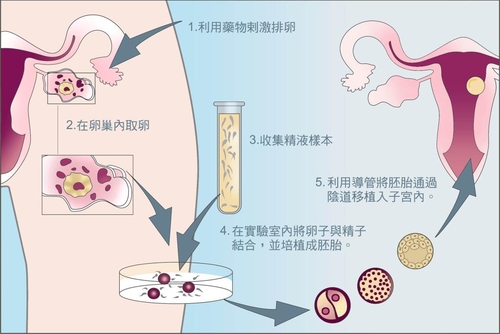 1.利用藥物刺激排卵
2.在卵巢內取卵
3.收集精液樣本
4.在實驗室內將卵子與精子
結合，並培植成胚胎。
5.利用導管將胚胎通過
陰道移植入子宮內。